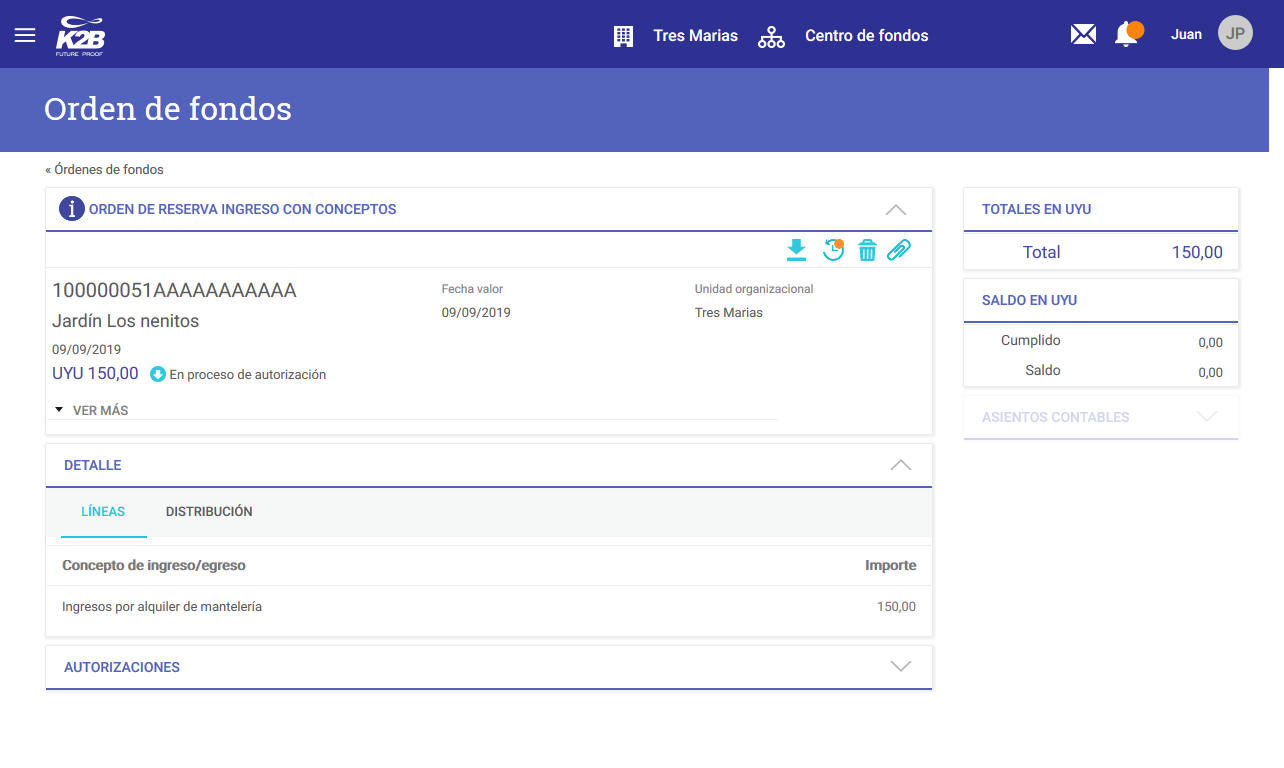 K2B
FUTURE PROOF
Tres Marias
Centro de fondos
Juan
JP
Orden de fondos
« Órdenes de fondos
i ORDEN DE RESERVA INGRESO CON CONCEPTOS
100000051AAAAAAAAAAA
Jardín Los nenitos
09/09/2019
UYU 150,00 En proceso de autorización
Fecha valor
09/09/2019
Unidad organizacional
Tres Marias
VER MÁS
DETALLE
LÍNEAS DISTRIBUCIÓN
Concepto de ingreso/egreso Importe
Ingresos por alquiler de mantelería 150,00
AUTORIZACIONES
TOTALES EN UYU
Total 150,00
SALDO EN UYU
Cumplido 0,00
Saldo 0,00
ASIENTOS CONTABLES